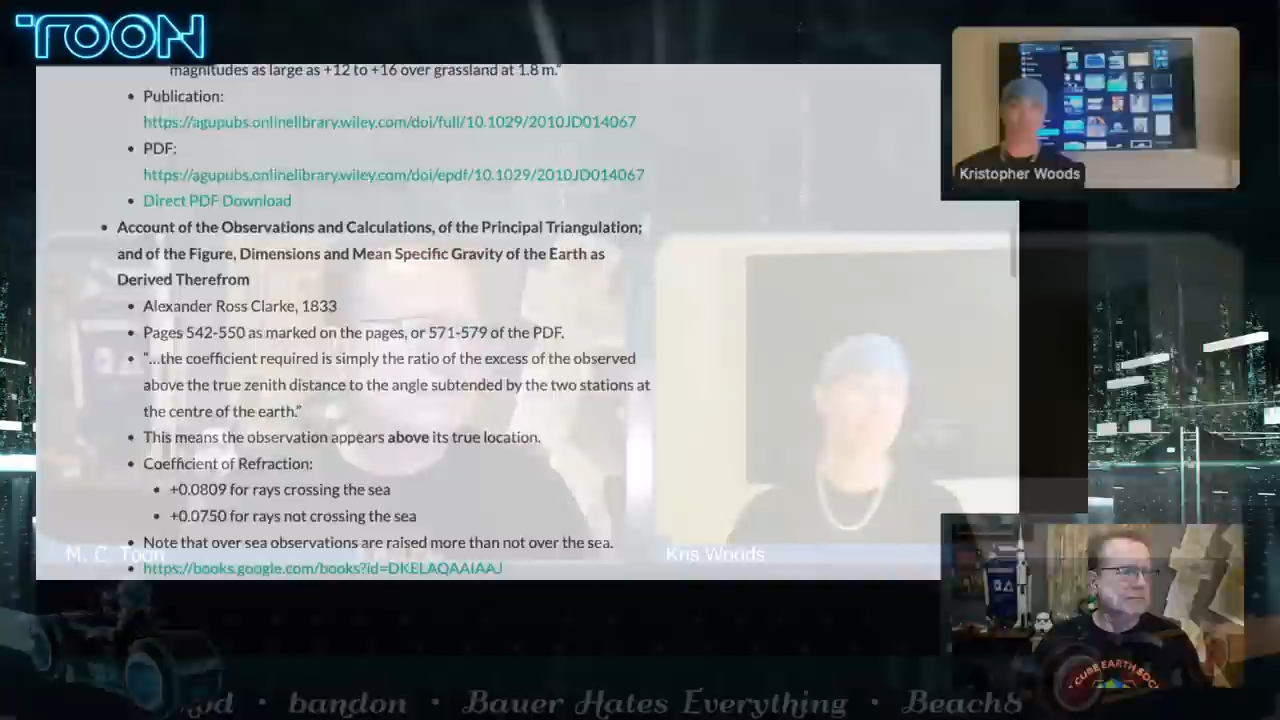 TOON
magnitudes as large as +12 to +16 over grassland at 1.8 m."
• Publication:
https://agupubs.onlinelibrary.wiley.com/doi/full/10.1029/2010JD014067
• PDF:
https://agupubs.onlinelibrary.wiley.com/doi/epdf/10.1029/2010JD014067
• Direct PDF Download
• Account of the Observations and Calculations, of the Principal Triangulation;
and of the Figure, Dimensions and Mean Specific Gravity of the Earth as
Derived Therefrom
• Alexander Ross Clarke, 1833
• Pages 542-550 as marked on the pages, or 571-579 of the PDF.
• "...the coefficient required is simply the ratio of the excess of the observed
above the true zenith distance to the angle subtended by the two stations at
the centre of the earth."
• This means the observation appears above its true location.
• Coefficient of Refraction:
• +0.0809 for rays crossing the sea
• +0.0750 for rays not crossing the sea
• Note that over sea observations are raised more than not over the sea.
• https://books.google.com/books?id=DKELAQAAIAAJ
M. C. Toon
Kris Woods
Kristopher Woods
CUBE EARTH SOC
• bandon • Bauer Hates Everything • Beach8